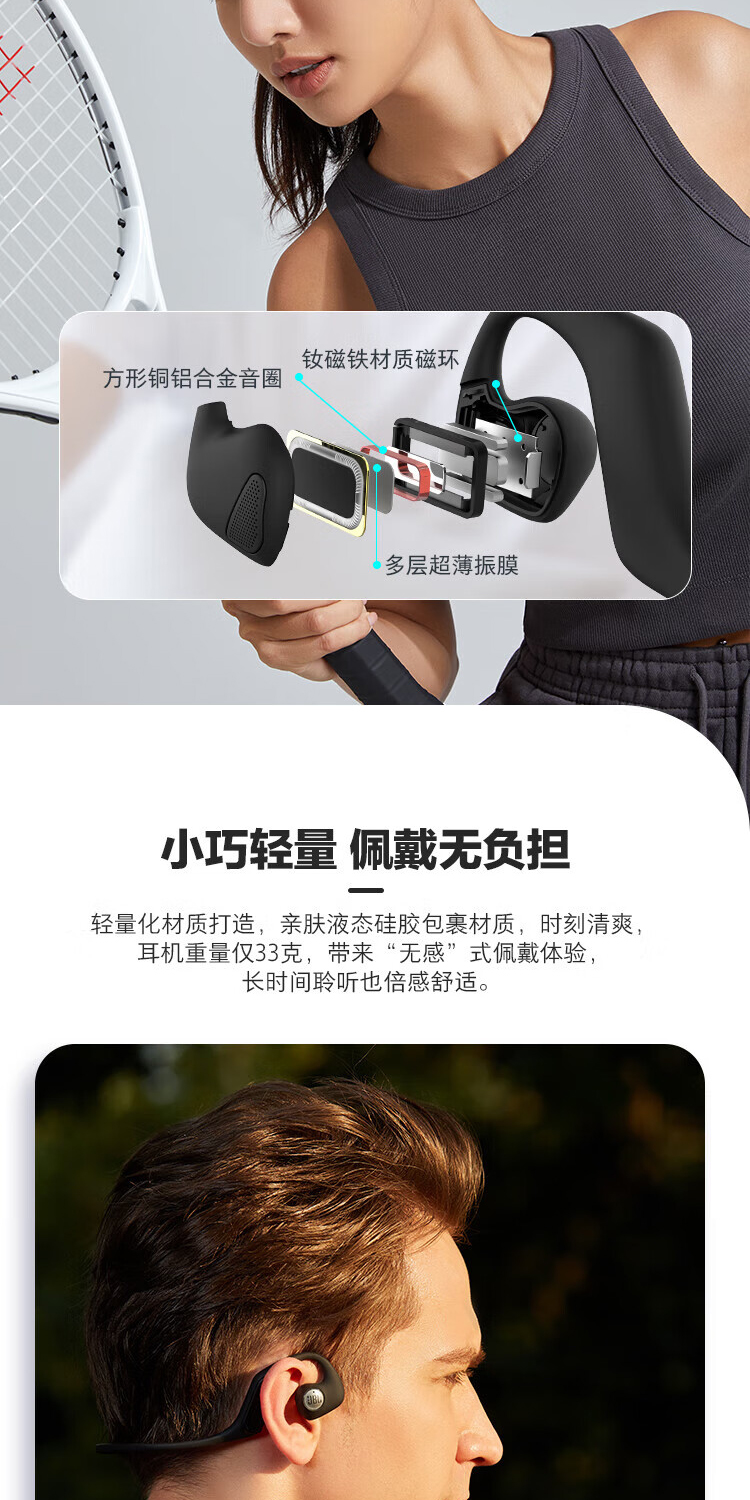 钕磁铁材质磁环
方形铜铝合金音圈
多层超薄振膜
小巧轻量 佩戴无负担
轻量化材质打造，亲肤液态硅胶包裹材质，时刻清爽，
耳机重量仅33克，带来“无感”式佩戴体验，
长时间聆听也倍感舒适。
JBL